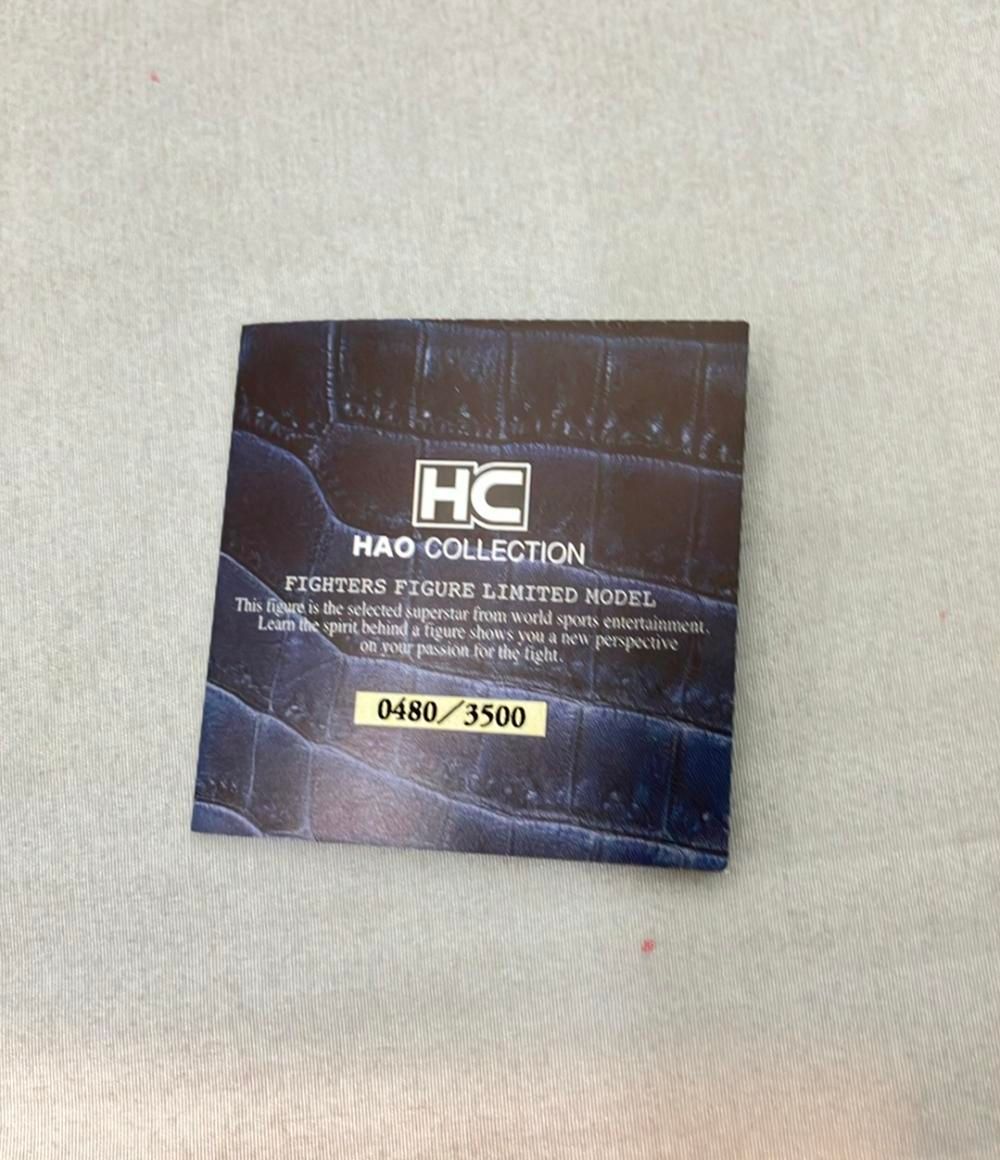 HC
HAO COLLECTION
FIGHTERS FIGURE LIMITED MODEL
This figure is the selected superstar from world sports entertainment.
Learn the spirit behind a figure shows you a new perspective
on your passion for the fight.
0480/3500